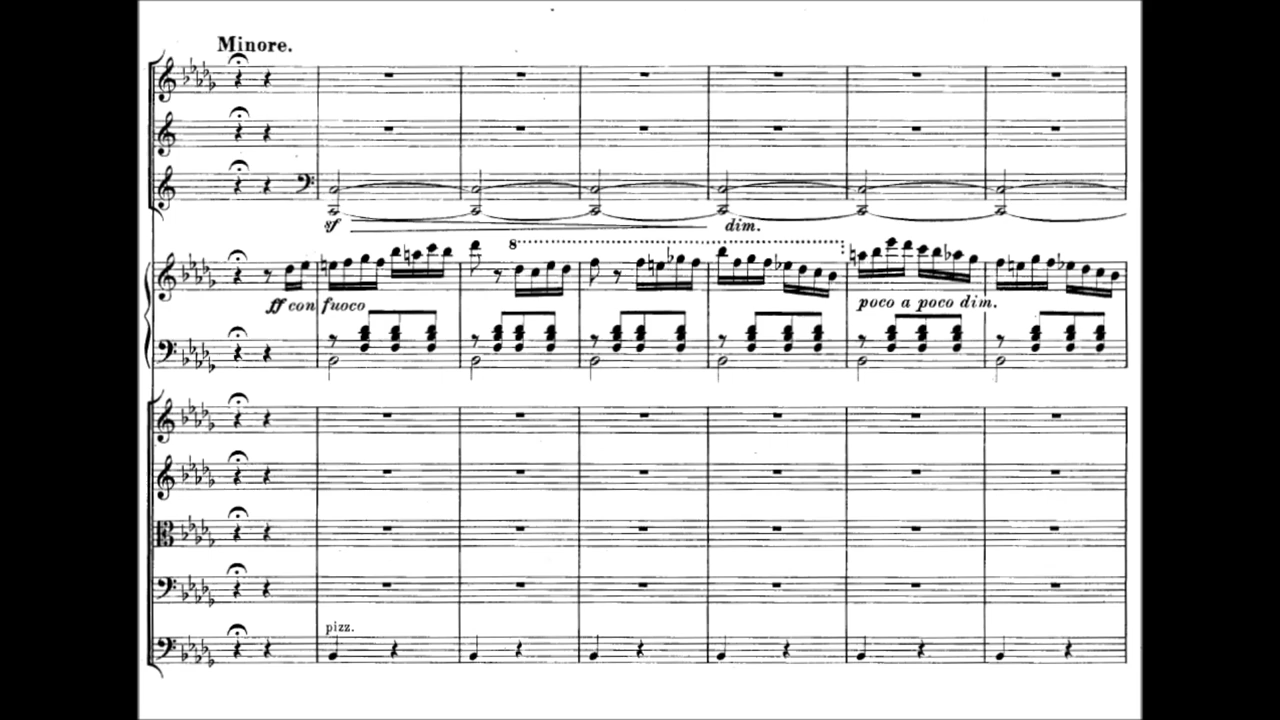 Minore.
sf
dim.
8
ff con fuoco
poco a poco dim.
pizz.